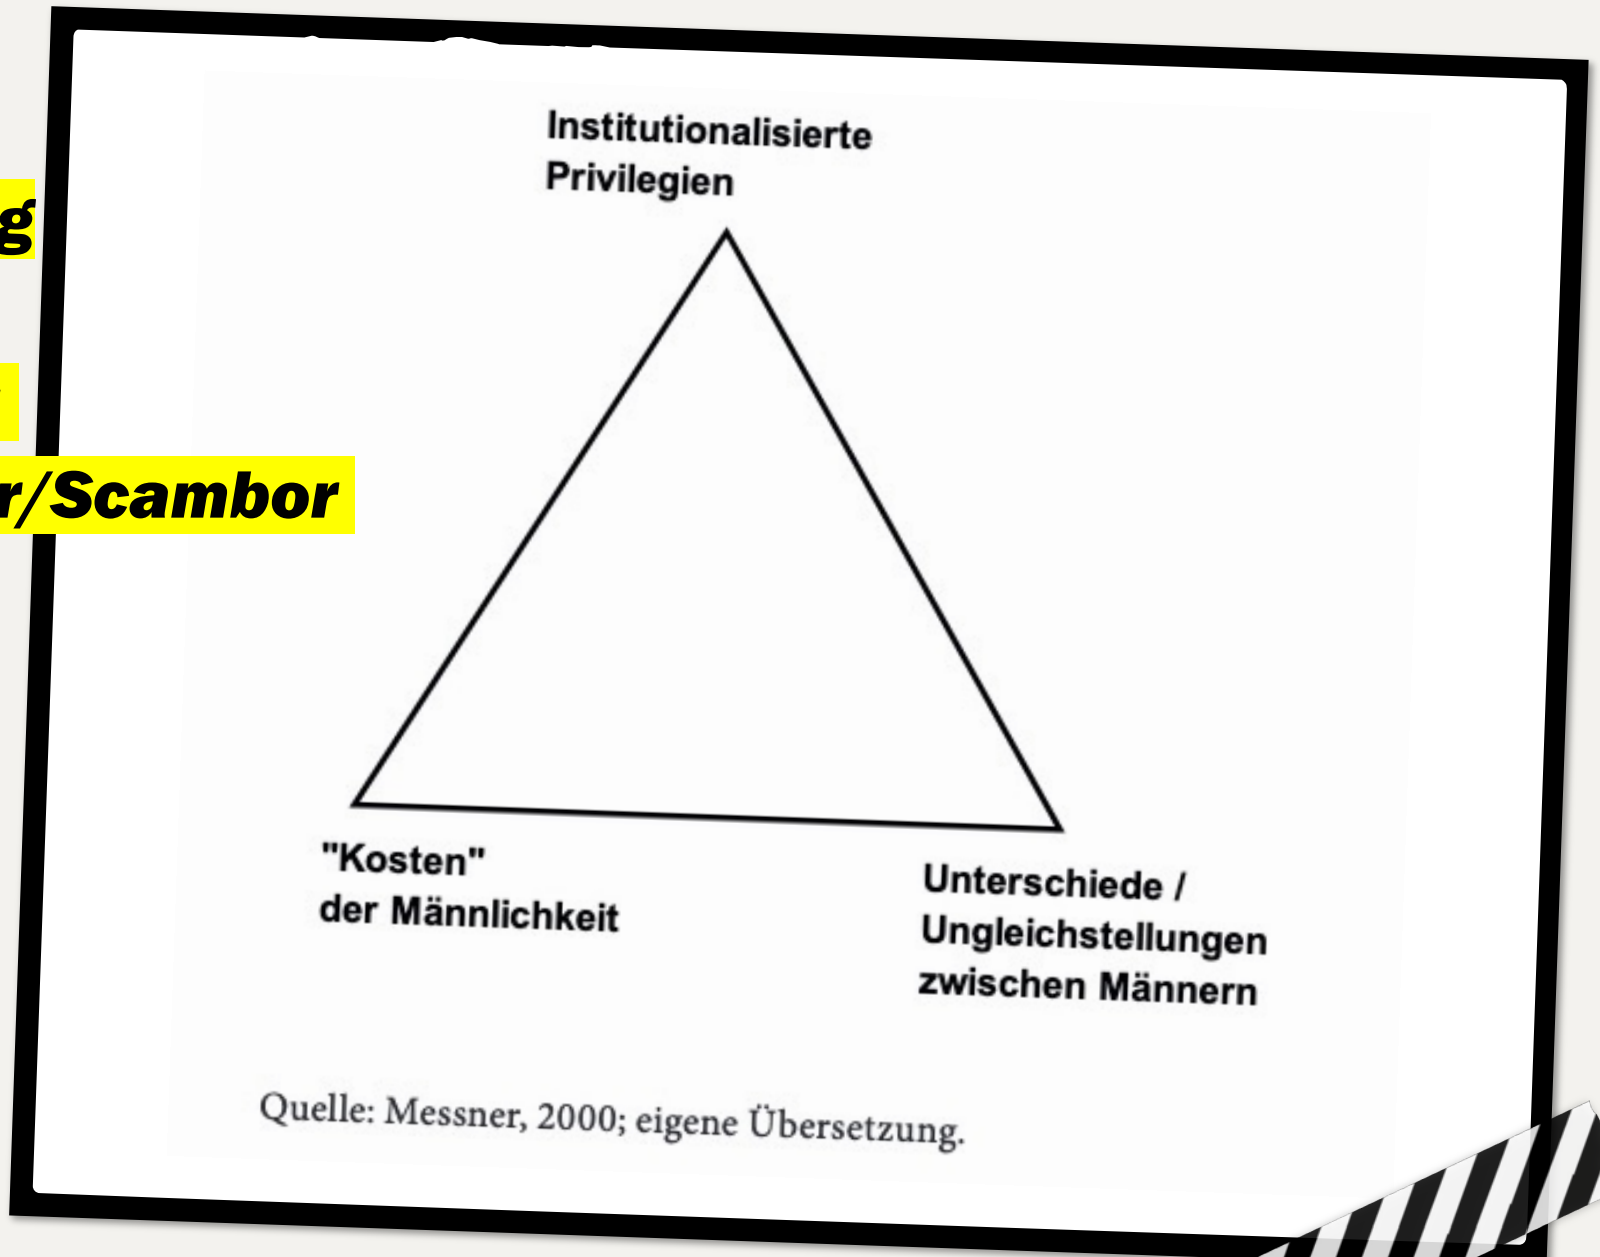 Institutionalisierte
Privilegien
g
r/Scambor
"Kosten"
der Männlichkeit
Unterschiede /
Ungleichstellungen
zwischen Männern
Quelle: Messner, 2000; eigene Übersetzung.